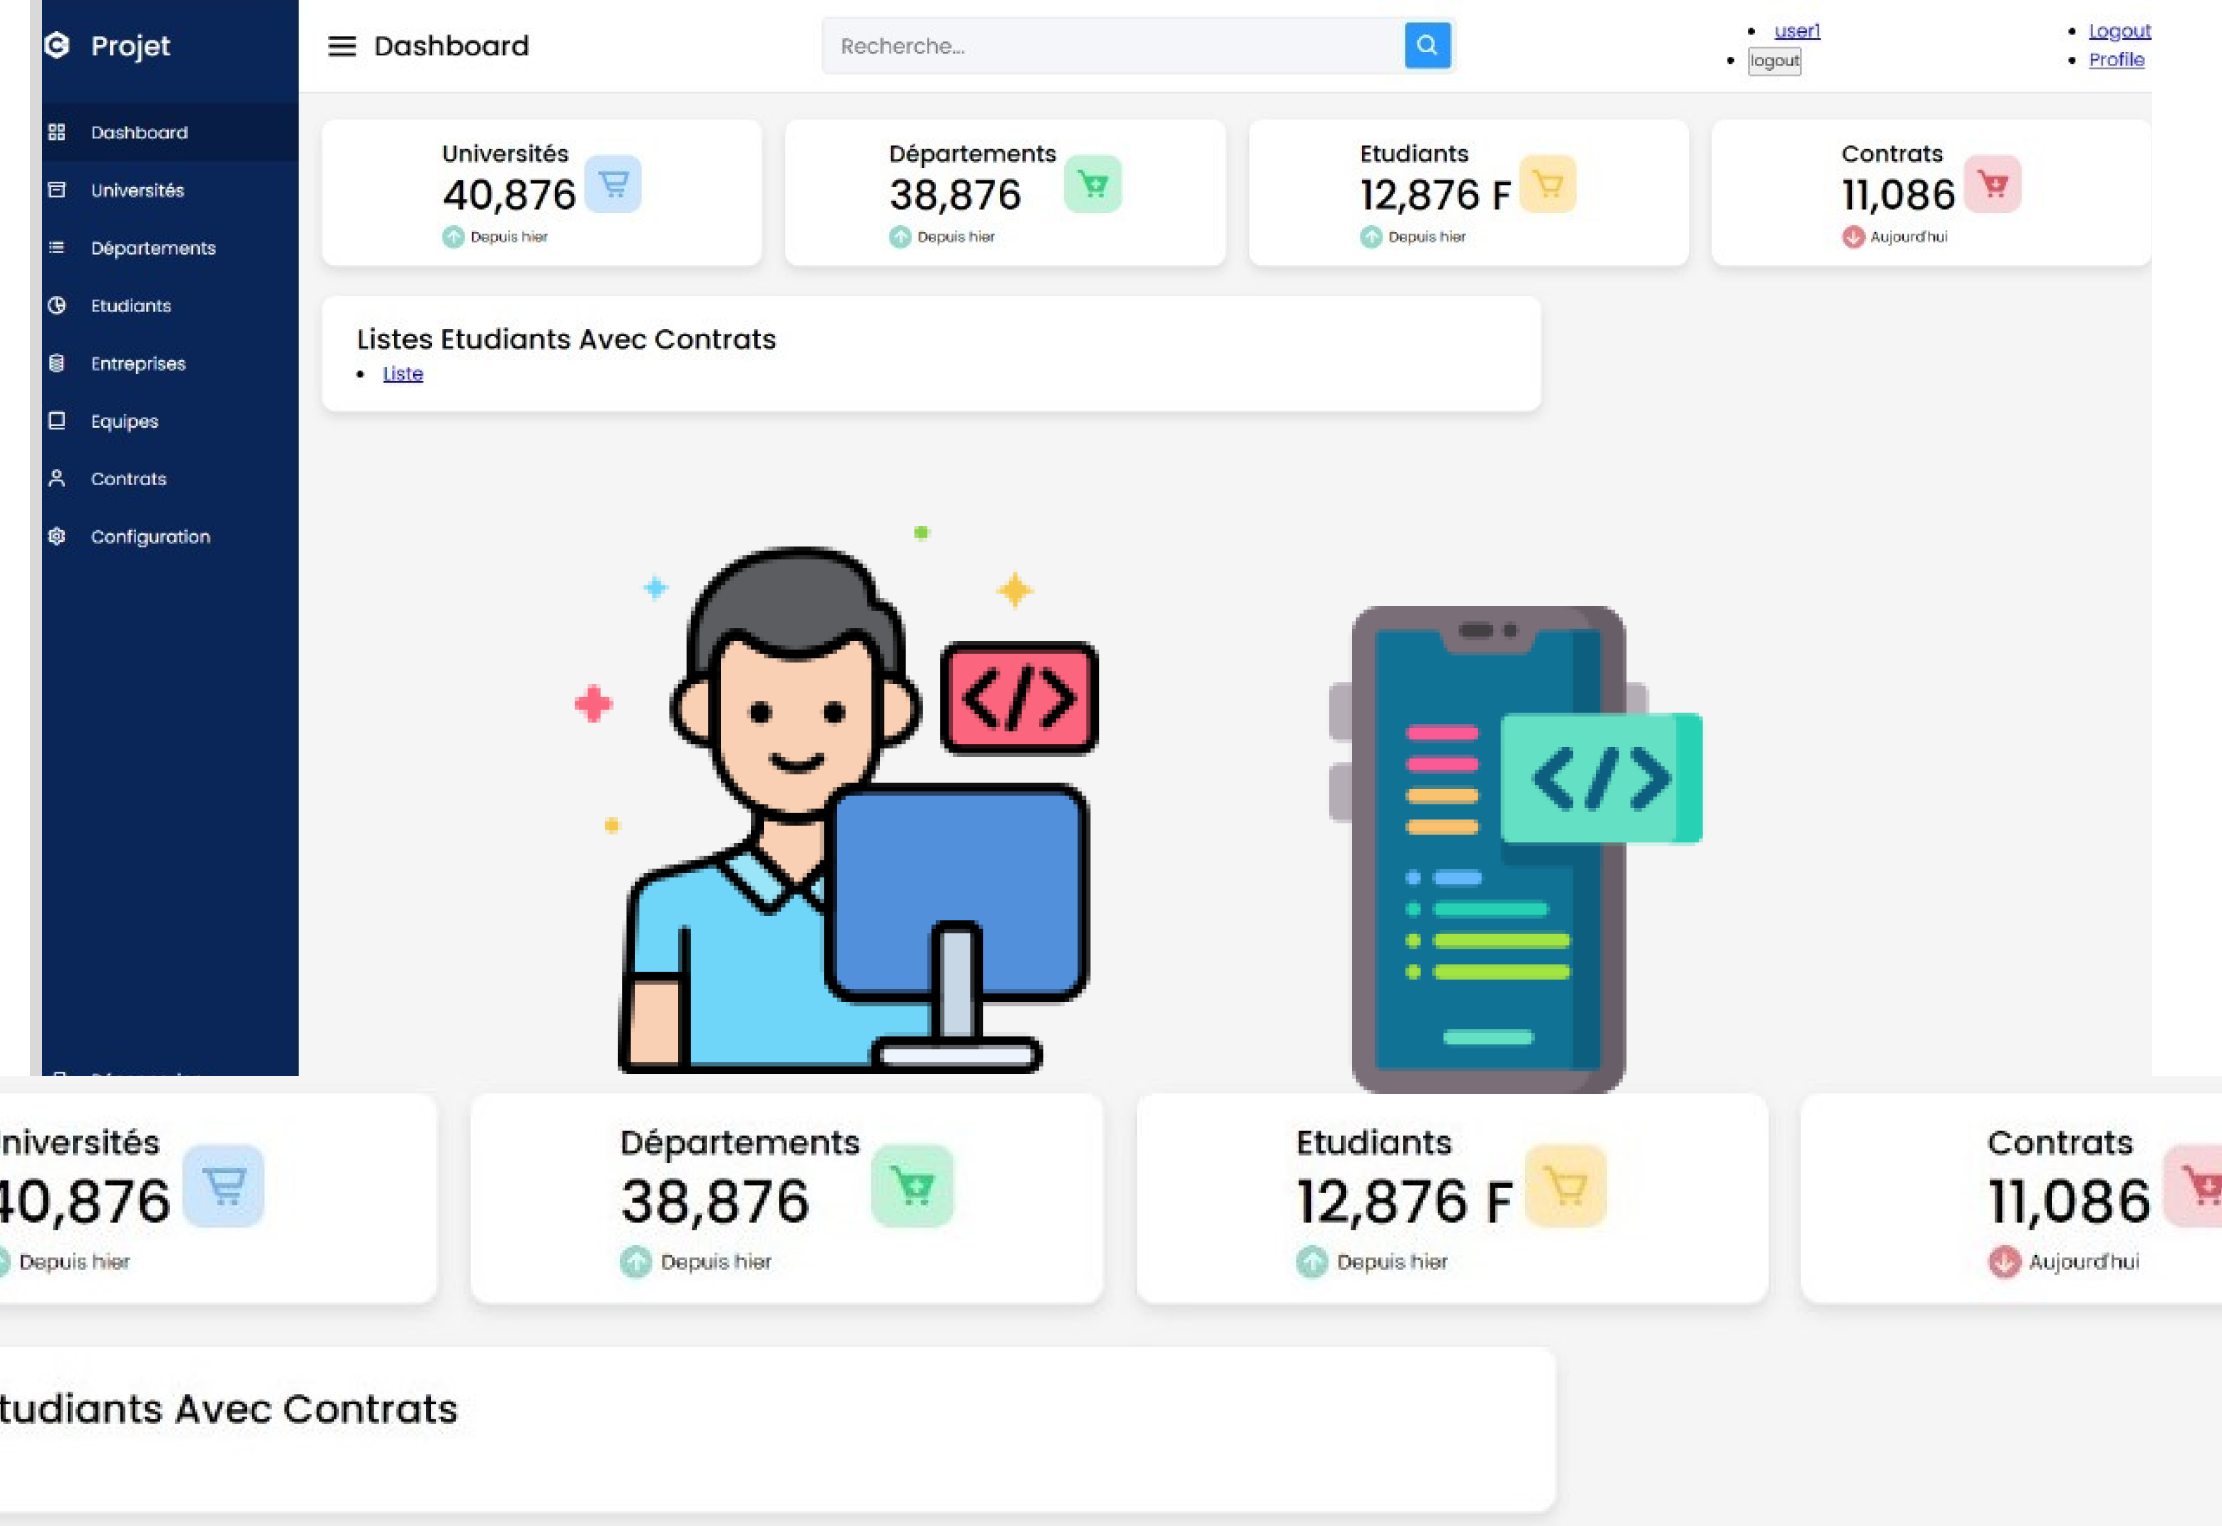 Projet
Dashboard
Recherche...
user1
logout
Logout
Profile
Dashboard
Universités
Départements
Etudiants
Entreprises
Equipes
Contrats
Configuration
Universités
40,876
Depuis hier
Départements
38,876
Depuis hier
Etudiants
12,876 F
Depuis hier
Contrats
11,086
Aujourd'hui
Listes Etudiants Avec Contrats
Liste
</>
</>
niversités
40,876
Depuis hier
Départements
38,876
Depuis hier
Etudiants
12,876 F
Depuis hier
Contrats
11,086
Aujourd'hui
tudiants Avec Contrats